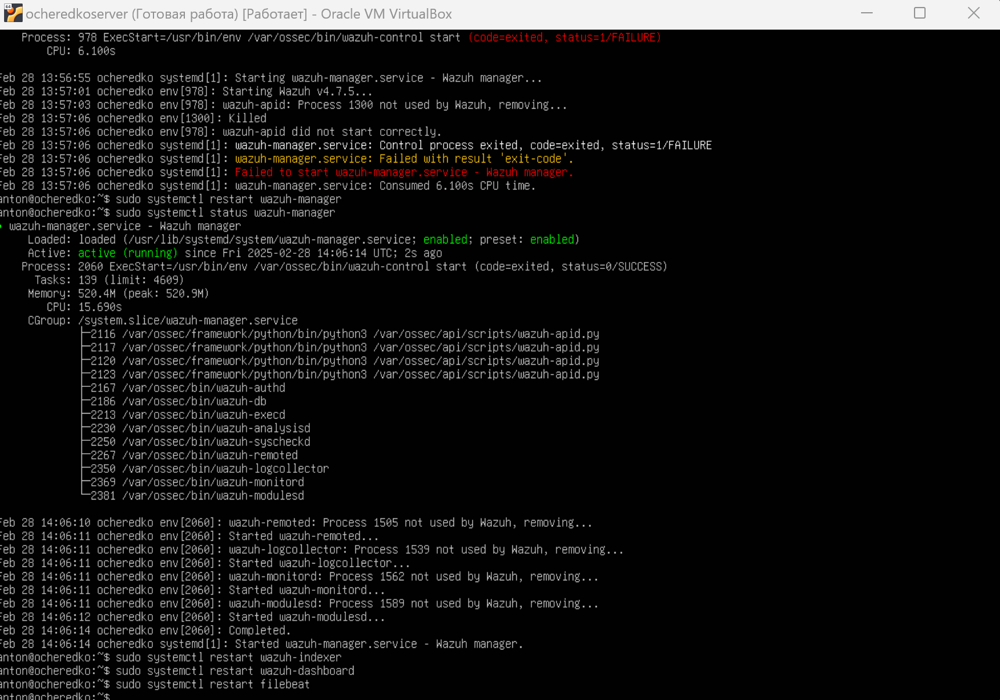 64
ocheredkoserver (Готовая работа) [Работает] - Oracle VM VirtualBox
Process: 978 ExecStart=/usr/bin/env /var/ossec/bin/wazuh-control start (code=exited, status=1/FAILURE)
CPU: 6.100s
Feb 28 13:56:55 ocheredko systemd[1]: Starting wazuh-manager.service - Wazuh manager...
Feb 28 13:57:01 ocheredko env[978]: Starting Wazuh v4.7.5...
Feb 28 13:57:03 ocheredko env[978]: wazuh-apid: Process 1300 not used by Wazuh, removing...
Feb 28 13:57:06 ocheredko env[1300]: Killed
Feb 28 13:57:06 ocheredko env[978]: wazuh-apid did not start correctly.
Feb 28 13:57:06 ocheredko systemd[1]: wazuh-manager.service: Control process exited, code=exited, status=1/FAILURE
Feb 28 13:57:06 ocheredko systemd[1]: wazuh-manager.service: Failed with result 'exit-code'.
Feb 28 13:57:06 ocheredko systemd[1]: Failed to start wazuh-manager.service - Wazuh manager.
Feb 28 13:57:06 ocheredko systemd[1]: wazuh-manager.service: Consumed 6.100s CPU time.
anton@ocheredko:~$ sudo systemctl restart wazuh-manager
anton@ocheredko:~$ sudo systemctl status wazuh-manager
wazuh-manager.service - Wazuh manager
Loaded: loaded (/usr/lib/systemd/system/wazuh-manager.service; enabled; preset: enabled)
Active: active (running) since Fri 2025-02-28 14:06:14 UTC; 2s ago
Process: 2060 ExecStart=/usr/bin/env /var/ossec/bin/wazuh-control start (code=exited, status=0/SUCCESS)
Tasks: 139 (limit: 4609)
Memory: 520.4M (peak: 520.9M)
CPU: 15.690s
CGroup: /system.slice/wazuh-manager.service
├─2116 /var/ossec/framework/python/bin/python3 /var/ossec/api/scripts/wazuh-apid.py
├─2117 /var/ossec/framework/python/bin/python3 /var/ossec/api/scripts/wazuh-apid.py
├─2120 /var/ossec/framework/python/bin/python3 /var/ossec/api/scripts/wazuh-apid.py
├─2123 /var/ossec/framework/python/bin/python3 /var/ossec/api/scripts/wazuh-apid.py
├─2167 /var/ossec/bin/wazuh-authd
├─2186 /var/ossec/bin/wazuh-db
├─2213 /var/ossec/bin/wazuh-execd
├─2230 /var/ossec/bin/wazuh-analysisd
├─2250 /var/ossec/bin/wazuh-syscheckd
├─2267 /var/ossec/bin/wazuh-remoted
├─2350 /var/ossec/bin/wazuh-logcollector
├─2369 /var/ossec/bin/wazuh-monitord
└─2381 /var/ossec/bin/wazuh-modulesd
Feb 28 14:06:10 ocheredko env[2060]: wazuh-remoted: Process 1505 not used by Wazuh, removing...
Feb 28 14:06:11 ocheredko env[2060]: Started wazuh-remoted...
Feb 28 14:06:11 ocheredko env[2060]: wazuh-logcollector: Process 1539 not used by Wazuh, removing...
Feb 28 14:06:11 ocheredko env[2060]: Started wazuh-logcollector...
Feb 28 14:06:11 ocheredko env[2060]: wazuh-monitord: Process 1562 not used by Wazuh, removing...
Feb 28 14:06:11 ocheredko env[2060]: Started wazuh-monitord...
Feb 28 14:06:11 ocheredko env[2060]: wazuh-modulesd: Process 1589 not used by Wazuh, removing...
Feb 28 14:06:12 ocheredko env[2060]: Started wazuh-modulesd...
Feb 28 14:06:14 ocheredko env[2060]: Completed.
Feb 28 14:06:14 ocheredko systemd[1]: Started wazuh-manager.service - Wazuh manager.
anton@ocheredko:~$ sudo systemctl restart wazuh-indexer
anton@ocheredko:~$ sudo systemctl restart wazuh-dashboard
anton@ocheredko:~$ sudo systemctl restart filebeat
anton@ocheredko:~$